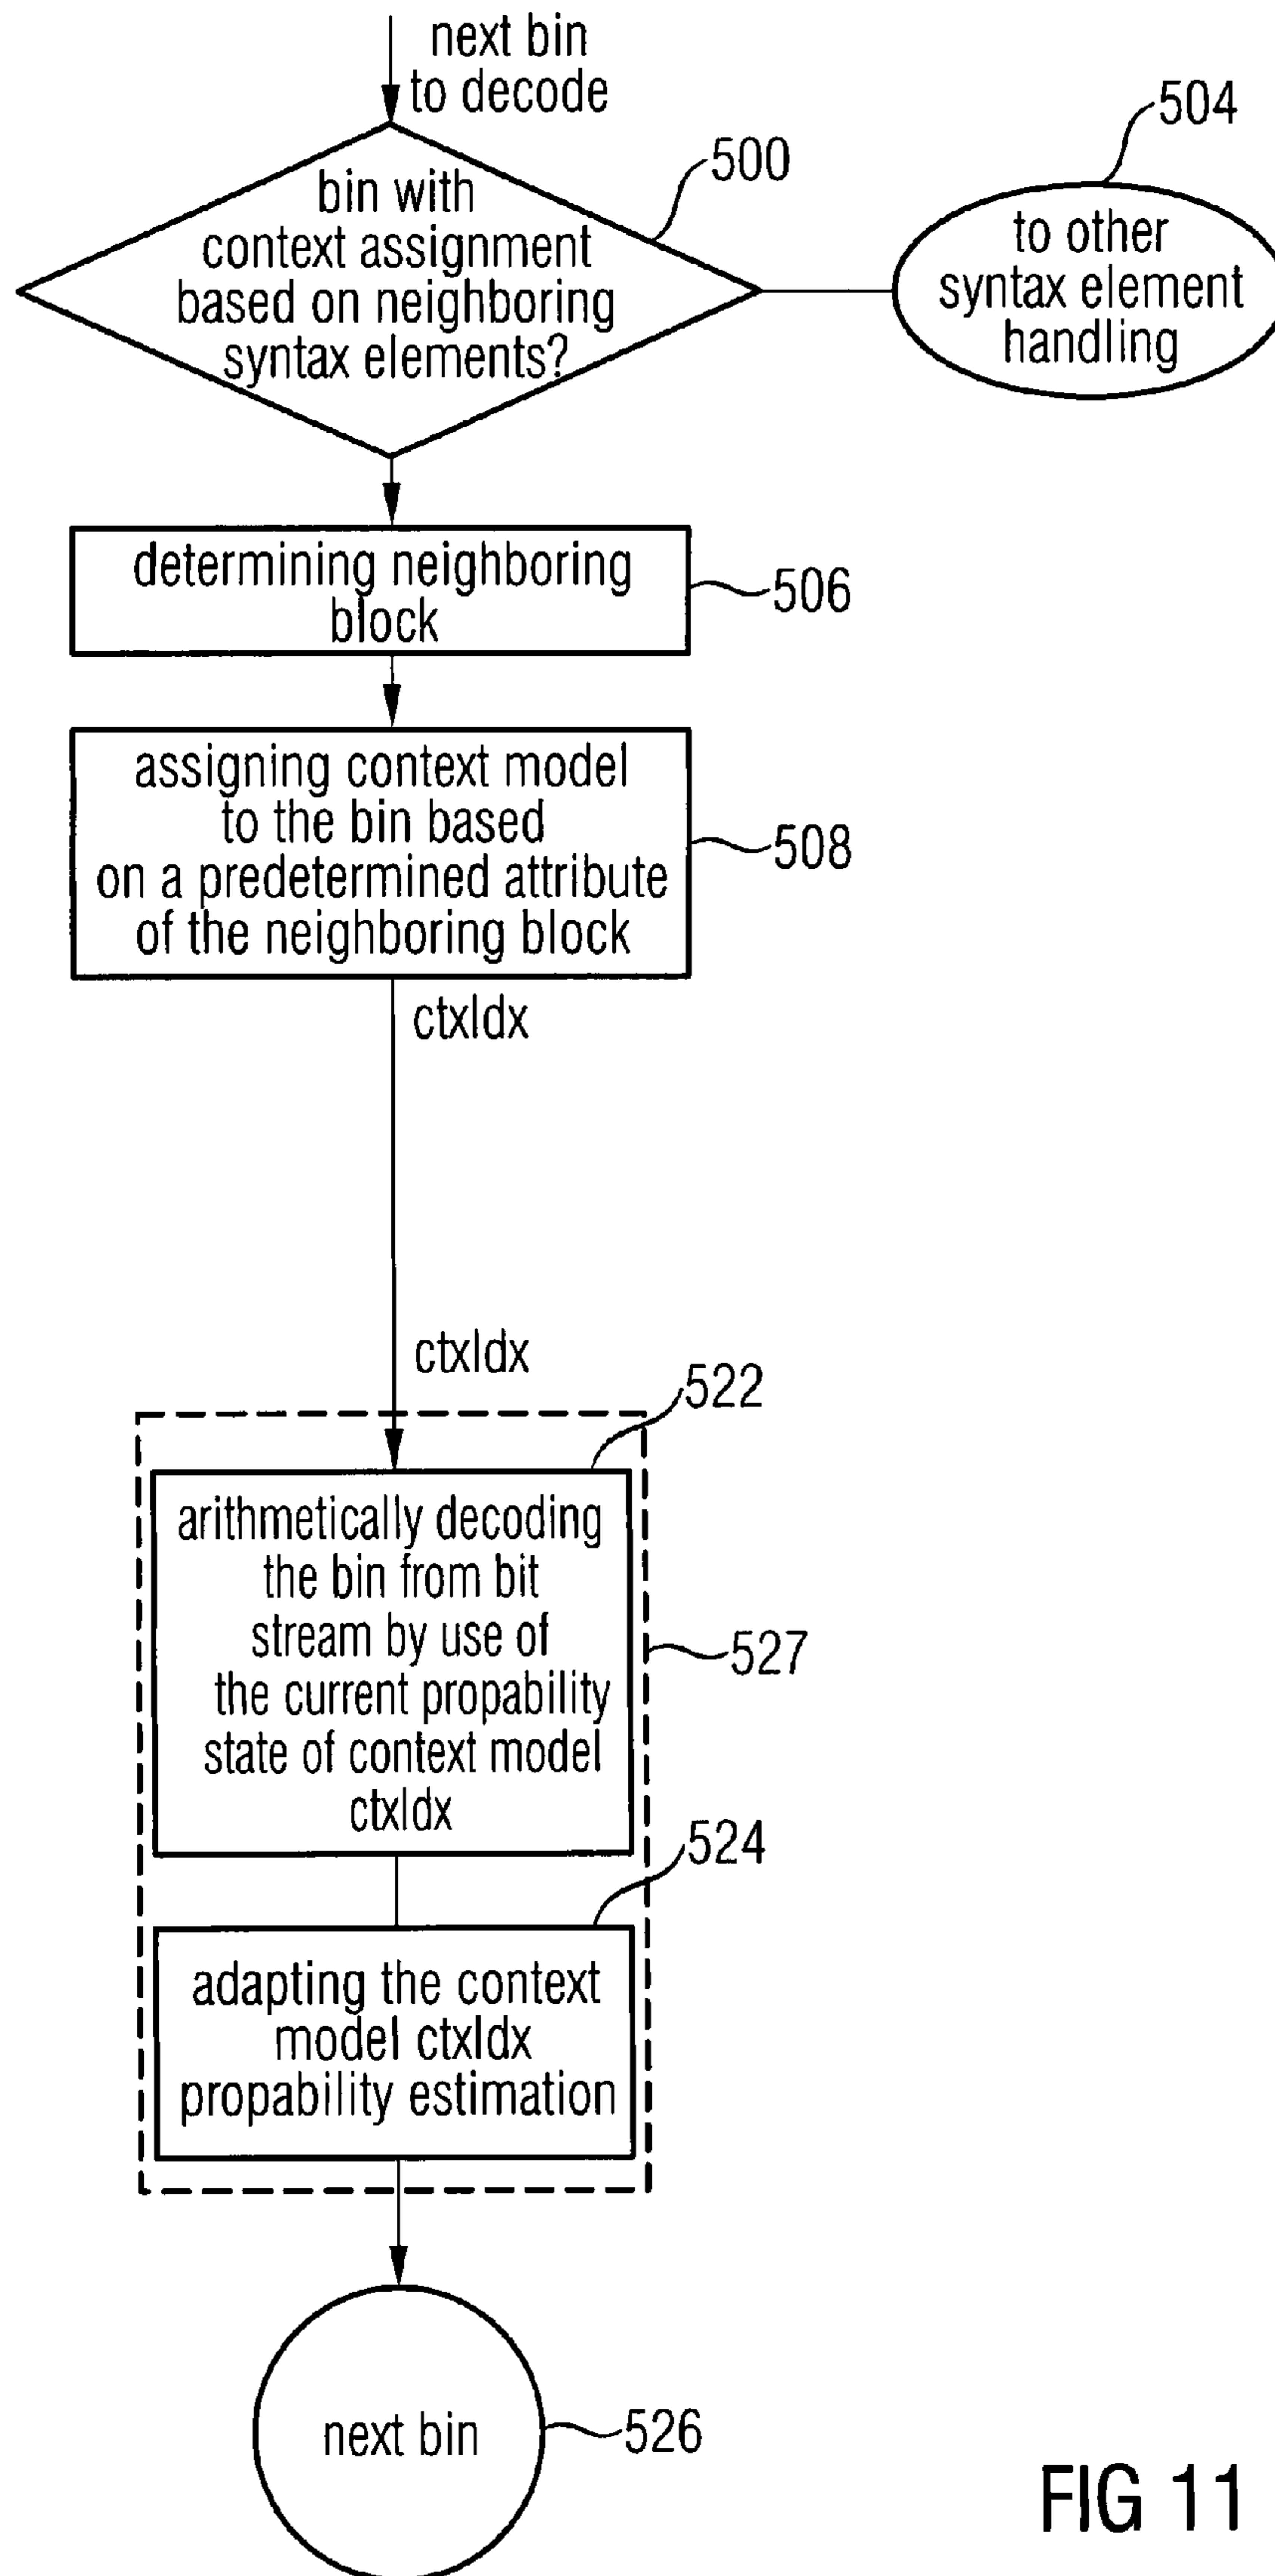 next bin
to decode
bin with
context assignment
based on neighboring
syntax elements?
500
504
to other
syntax element
handling
determining neighboring
block
506
assigning context model
to the bin based
on a predetermined attribute
of the neighboring block
508
ctxIdx
ctxIdx
522
arithmetically decoding
the bin from bit
stream by use of
the current propability
state of context model
ctxIdx
527
524
adapting the context
model ctxIdx
propability estimation
next bin
526
FIG 11